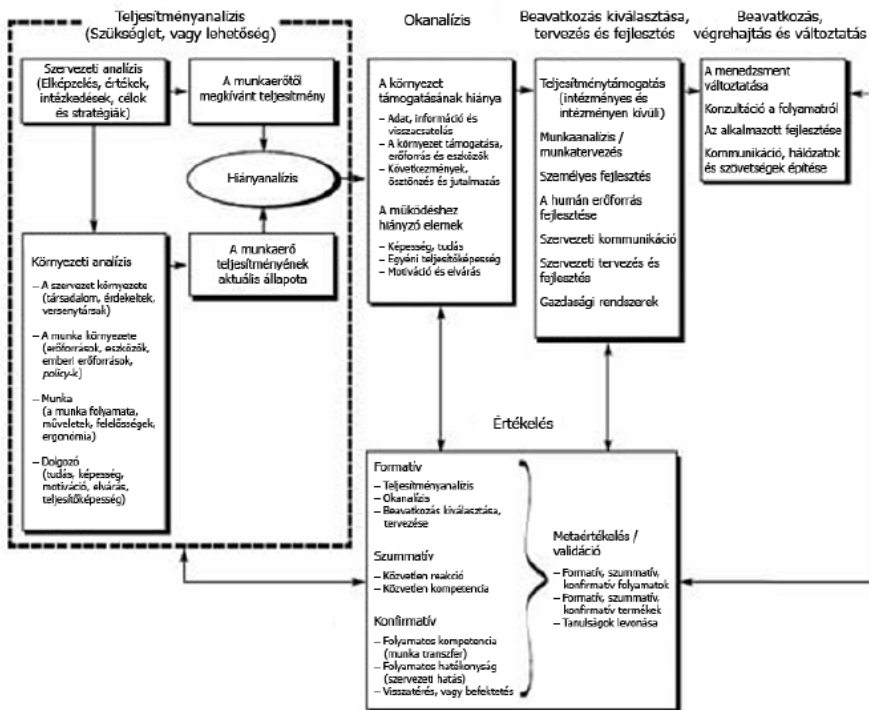 Teljesítményanalízis
(Szükséglet, vagy lehetőség)
Szervezeti analízis
(Elképzelés, értékek,
intézkedések, célok
és stratégiák)
A munkaerőtől
megkívánt teljesítmény
Hiányanalízis
Környezeti analízis
– A szervezet környezete
(társadalom, érdekeltek,
versenytársak)
– A munka környezete
(erőforrások, eszközök,
emberi erőforrások,
policy-k)
– Munka
(a munka folyamata,
műveletek, felelősségek,
ergonómia)
– Dolgozó
(tudás, képesség,
motiváció, elvárás,
teljesítőképesség)
A munkaerő
teljesítményének
aktuális állapota
Okanalízis
A környezet
támogatásának hiánya
– Adat, információ és
visszacsatolás
– A környezet támogatása,
erőforrás és eszközök
– Következmények,
ösztönzés és jutalmazás
A működéshez
hiányzó elemek
– Képesség, tudás
– Egyéni teljesítőképesség
– Motiváció és elvárás
Beavatkozás kiválasztása,
tervezés és fejlesztés
Teljesítménytámogatás
(intézményes és
intézményen kívüli)
Munkaanalízis /
munkatervezés
Személyes fejlesztés
A humán erőforrás
fejlesztése
Szervezeti kommunikáció
Szervezeti tervezés és
fejlesztés
Gazdasági rendszerek
Beavatkozás,
végrehajtás és változtatás
A menedzsment
változtatása
Konzultáció a folyamatról
Az alkalmazott fejlesztése
Kommunikáció, hálózatok
és szövetségek építése
Értékelés
Formatív
– Teljesítményanalízis
– Okanalízis
– Beavatkozás kiválasztása,
tervezése
Szummatív
– Közvetlen reakció
– Közvetlen kompetencia
Konfirmatív
– Folyamatos kompetencia
(munka transzfer)
– Folyamatos hatékonyság
(szervezeti hatás)
– Visszatérés, vagy befektetés
Metaértékelés /
validáció
– Formatív, szummatív,
konfirmatív folyamatok
– Formatív, szummatív,
konfirmatív termékek
– Tanulságok levonása